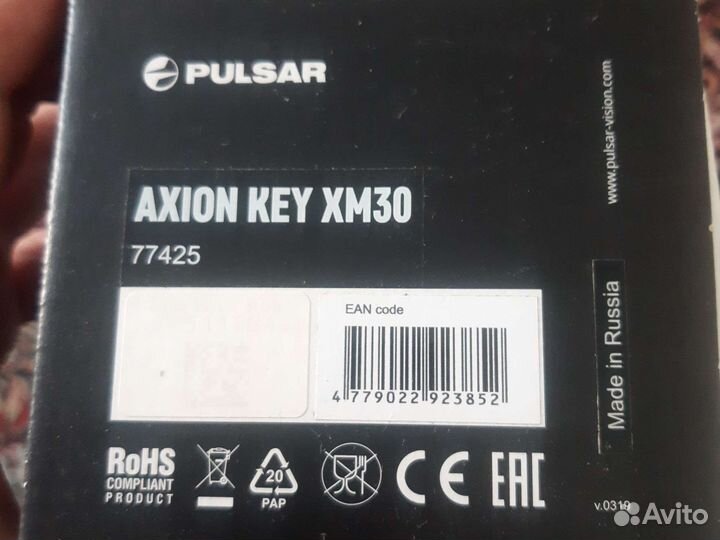 PULSAR
AXION KEY XM30
77425
EAN code
4 779022 923852
RoHS
COMPLIANT
PRODUCT
20
PAP
CE
EAC
www.pulsar-vision.com
Made in Russia
v.0319
Avito